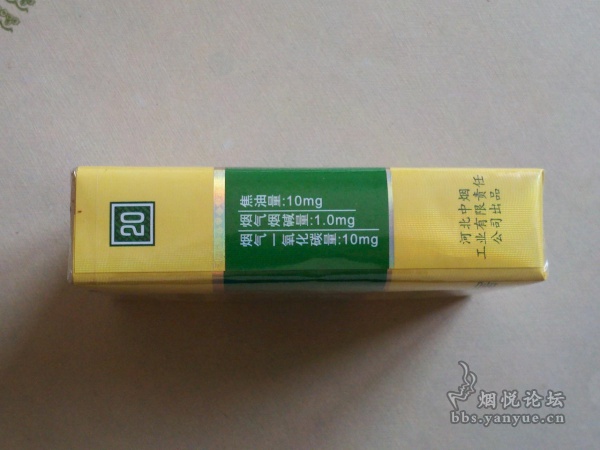 20
焦油量:10mg
烟气烟碱量:1.0mg
烟气一氧化碳量:10mg
河北中烟
工业有限责任
公司出品
烟悦论坛
bbs.yanyue.cn